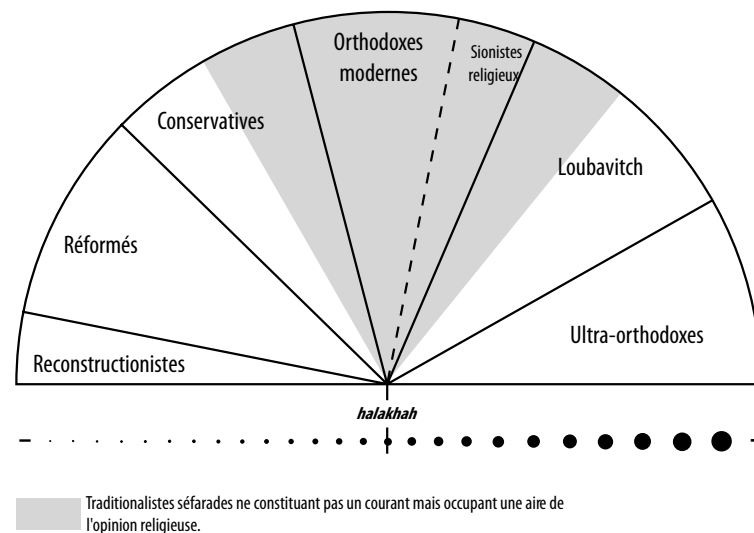 Orthodoxes
modernes
Sionistes
religieux
Conservatives
Loubavitch
Réformés
Ultra-orthodoxes
Reconstructionistes
halakhah
Traditionalistes séfarades ne constituant pas un courant mais occupant une aire de
l'opinion religieuse.